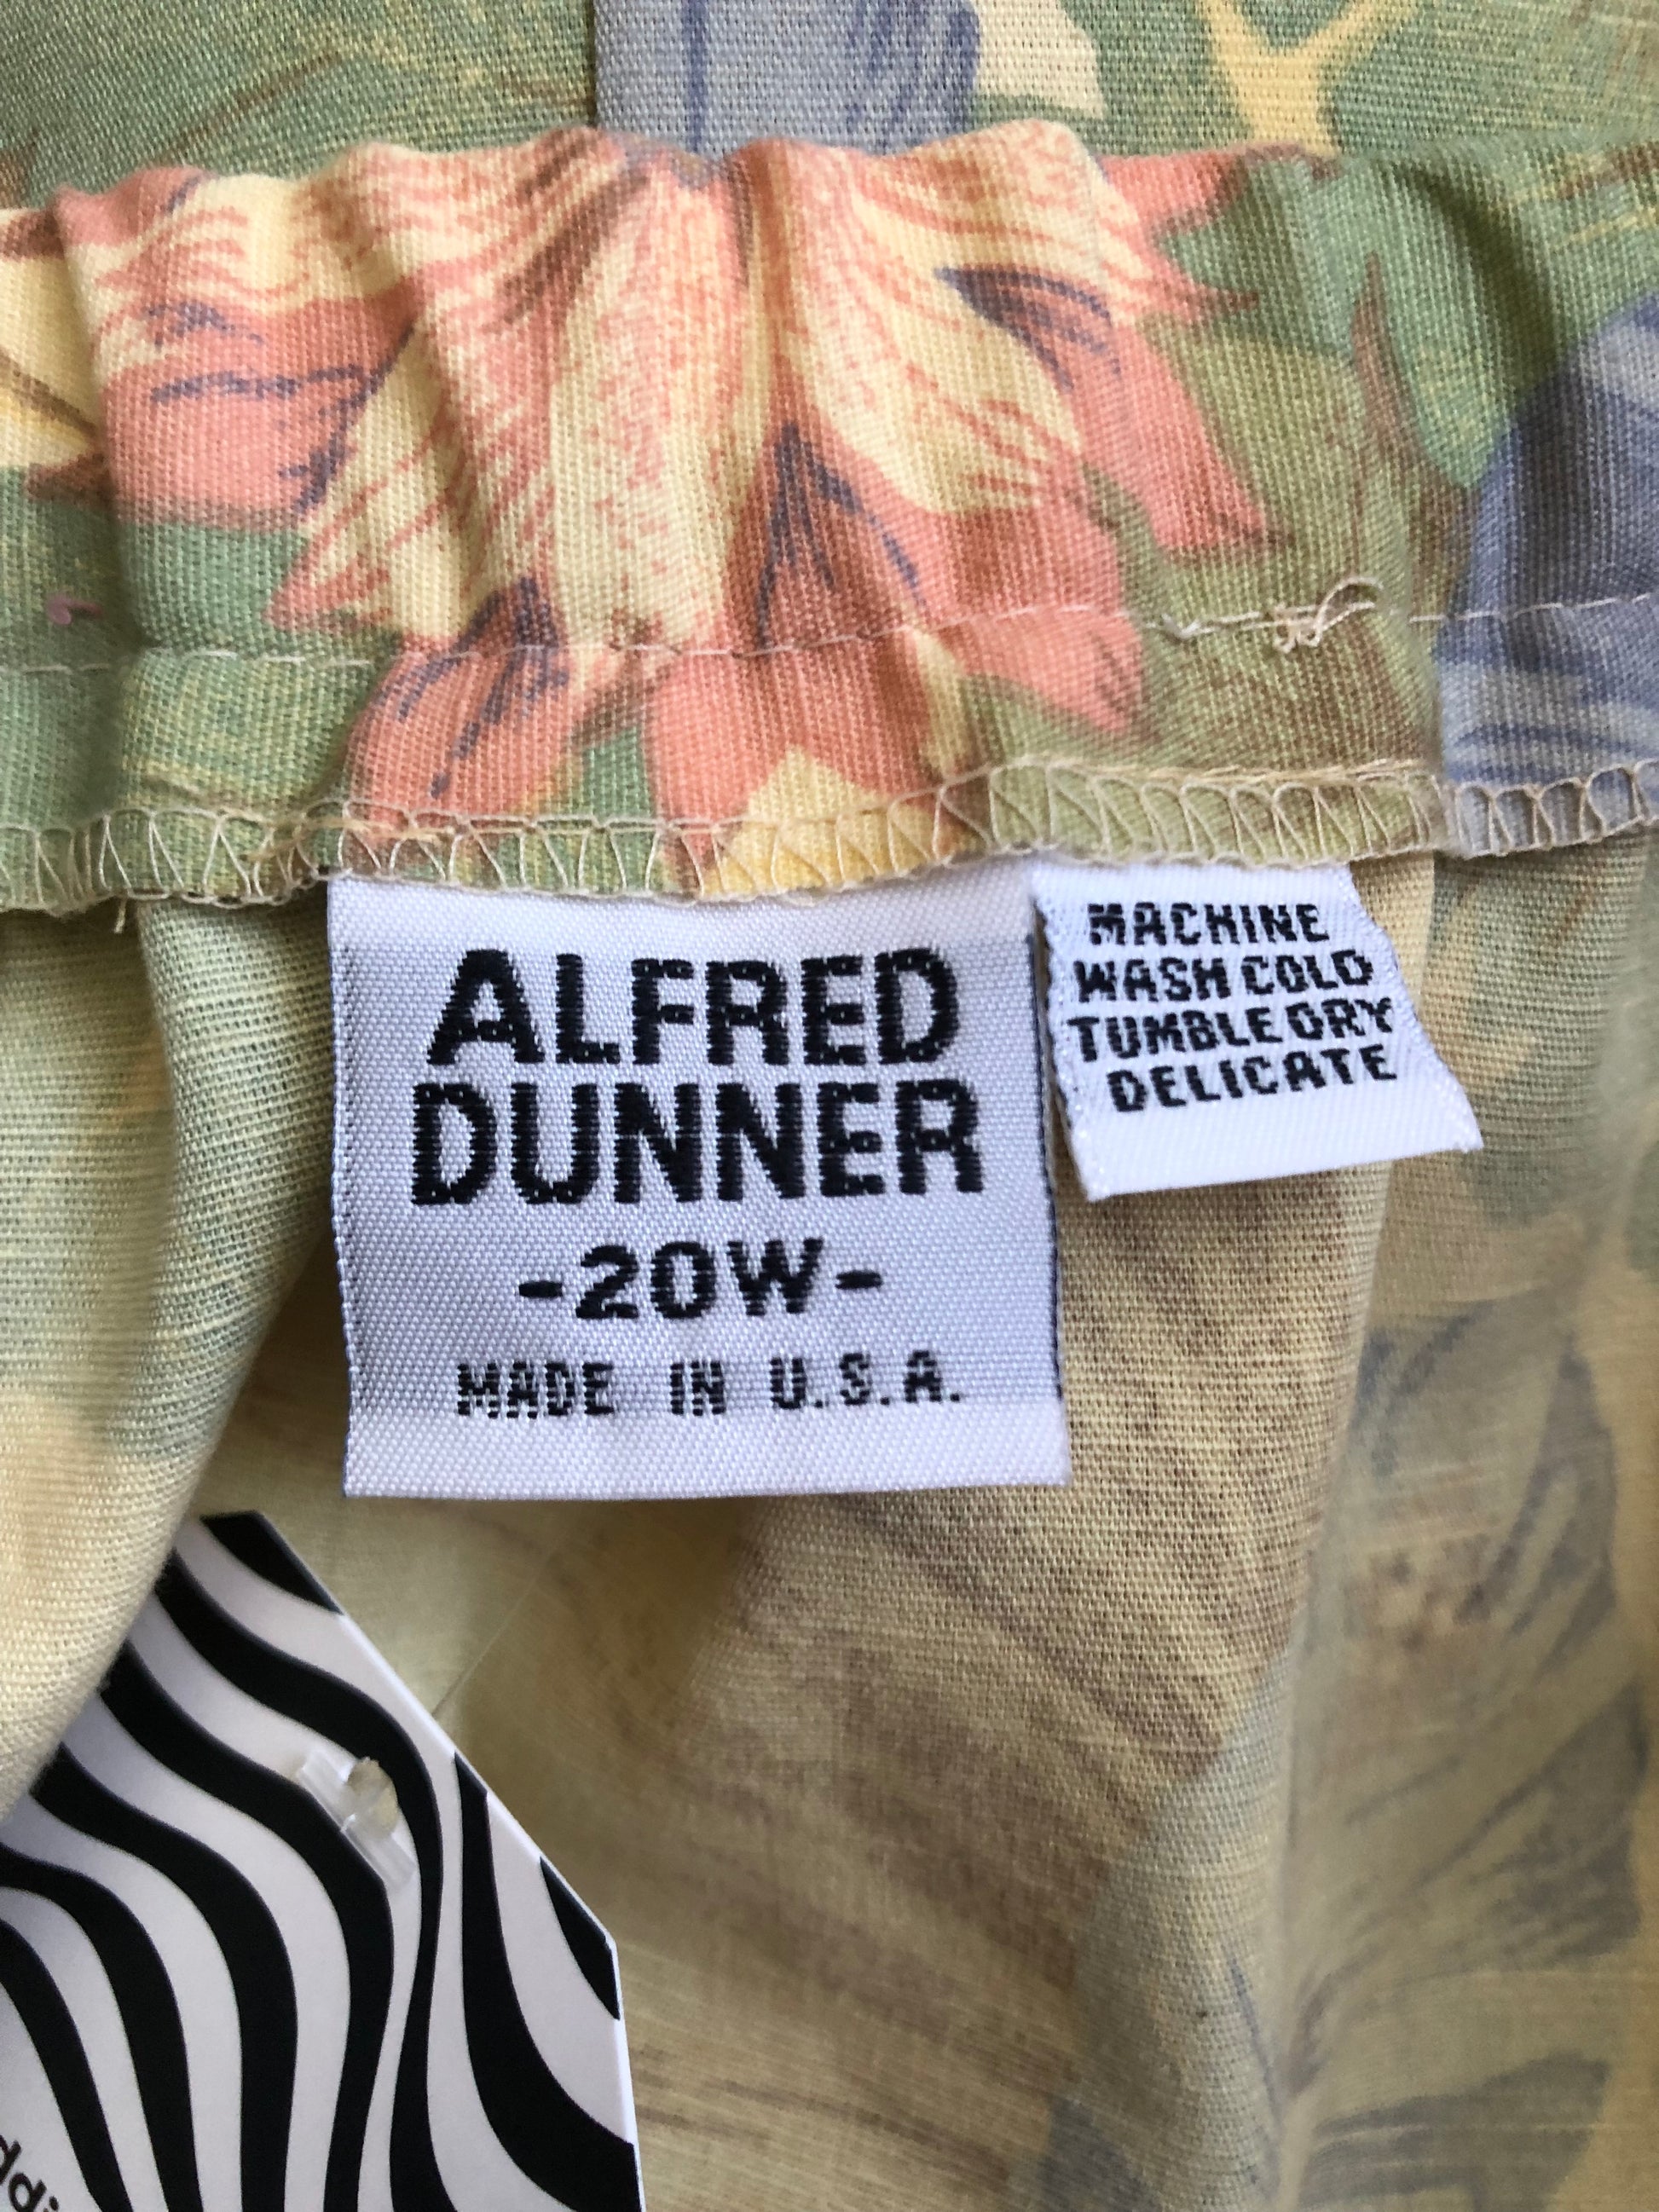 ALFRED
DUNNER
-20W-
MADE IN U.S.A.
MACHINE
WASH COLD
TUMBLE DRY
DELICATE